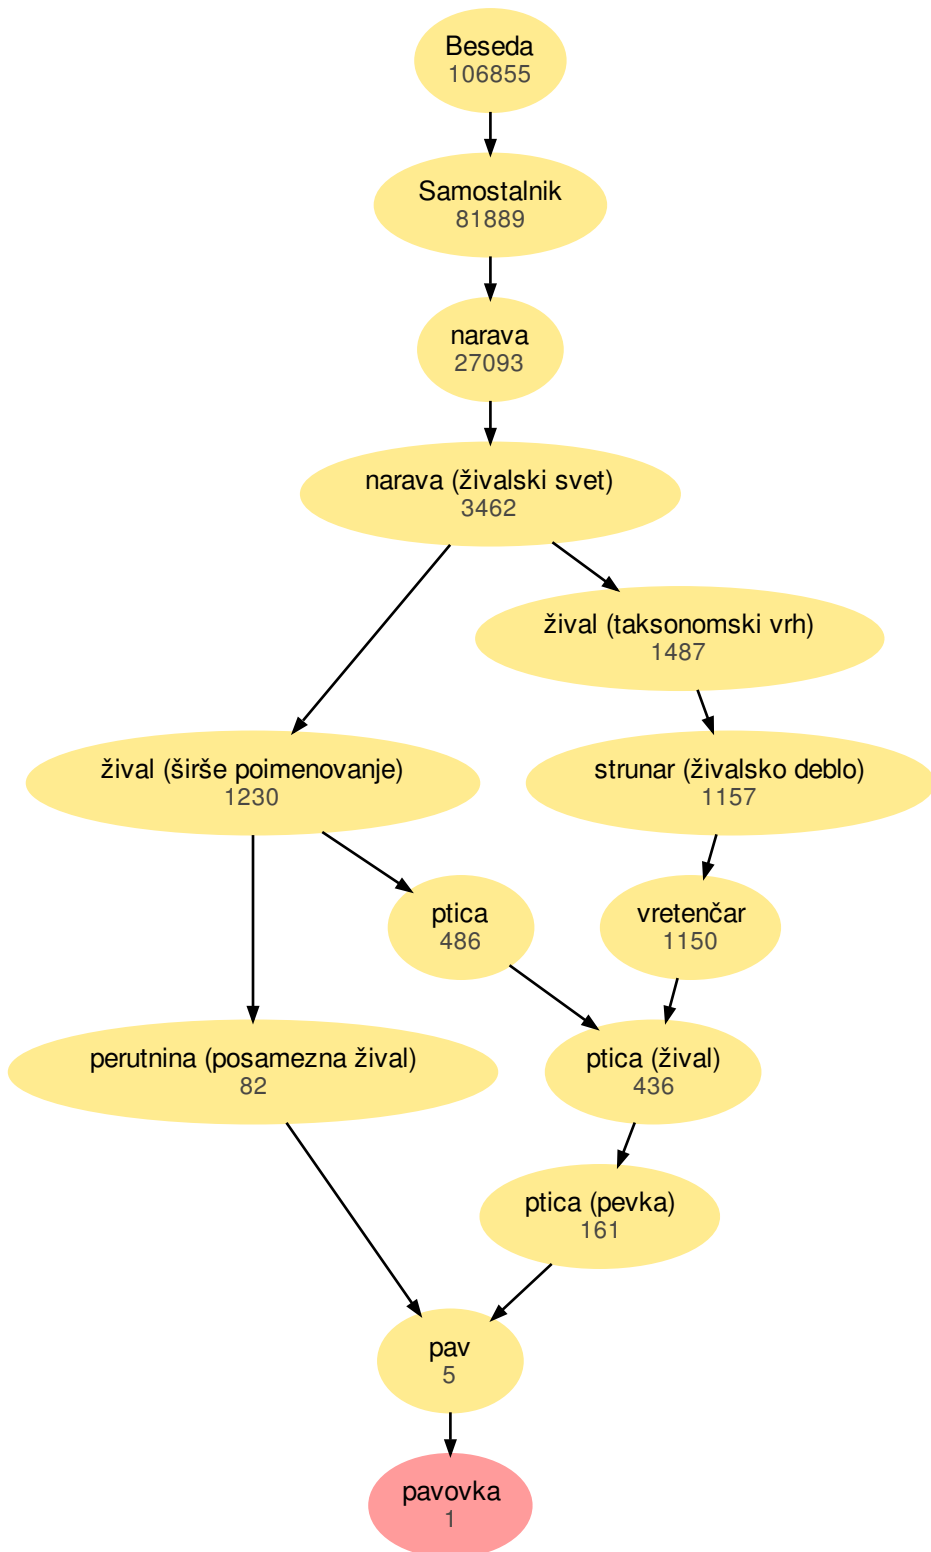 Beseda
106855
Samostalnik
81889
narava
27093
narava (živalski svet)
3462
žival (taksonomski vrh)
1487
žival (širše poimenovanje)
1230
strunar (živalsko deblo)
1157
ptica
486
vretenčar
1150
perutnina (posamezna žival)
82
ptica (žival)
436
ptica (pevka)
161
pav
5
pavovka
1